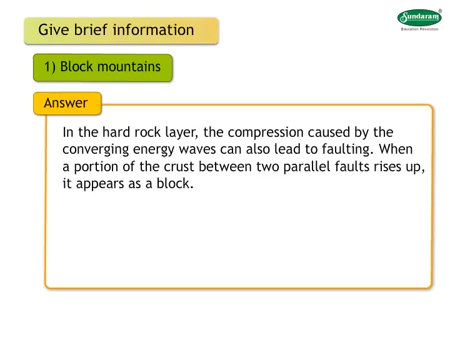 Give brief information
Sundaram®
Education Revolution
1) Block mountains
Answer
In the hard rock layer, the compression caused by the
converging energy waves can also lead to faulting. When
a portion of the crust between two parallel faults rises up,
it appears as a block.